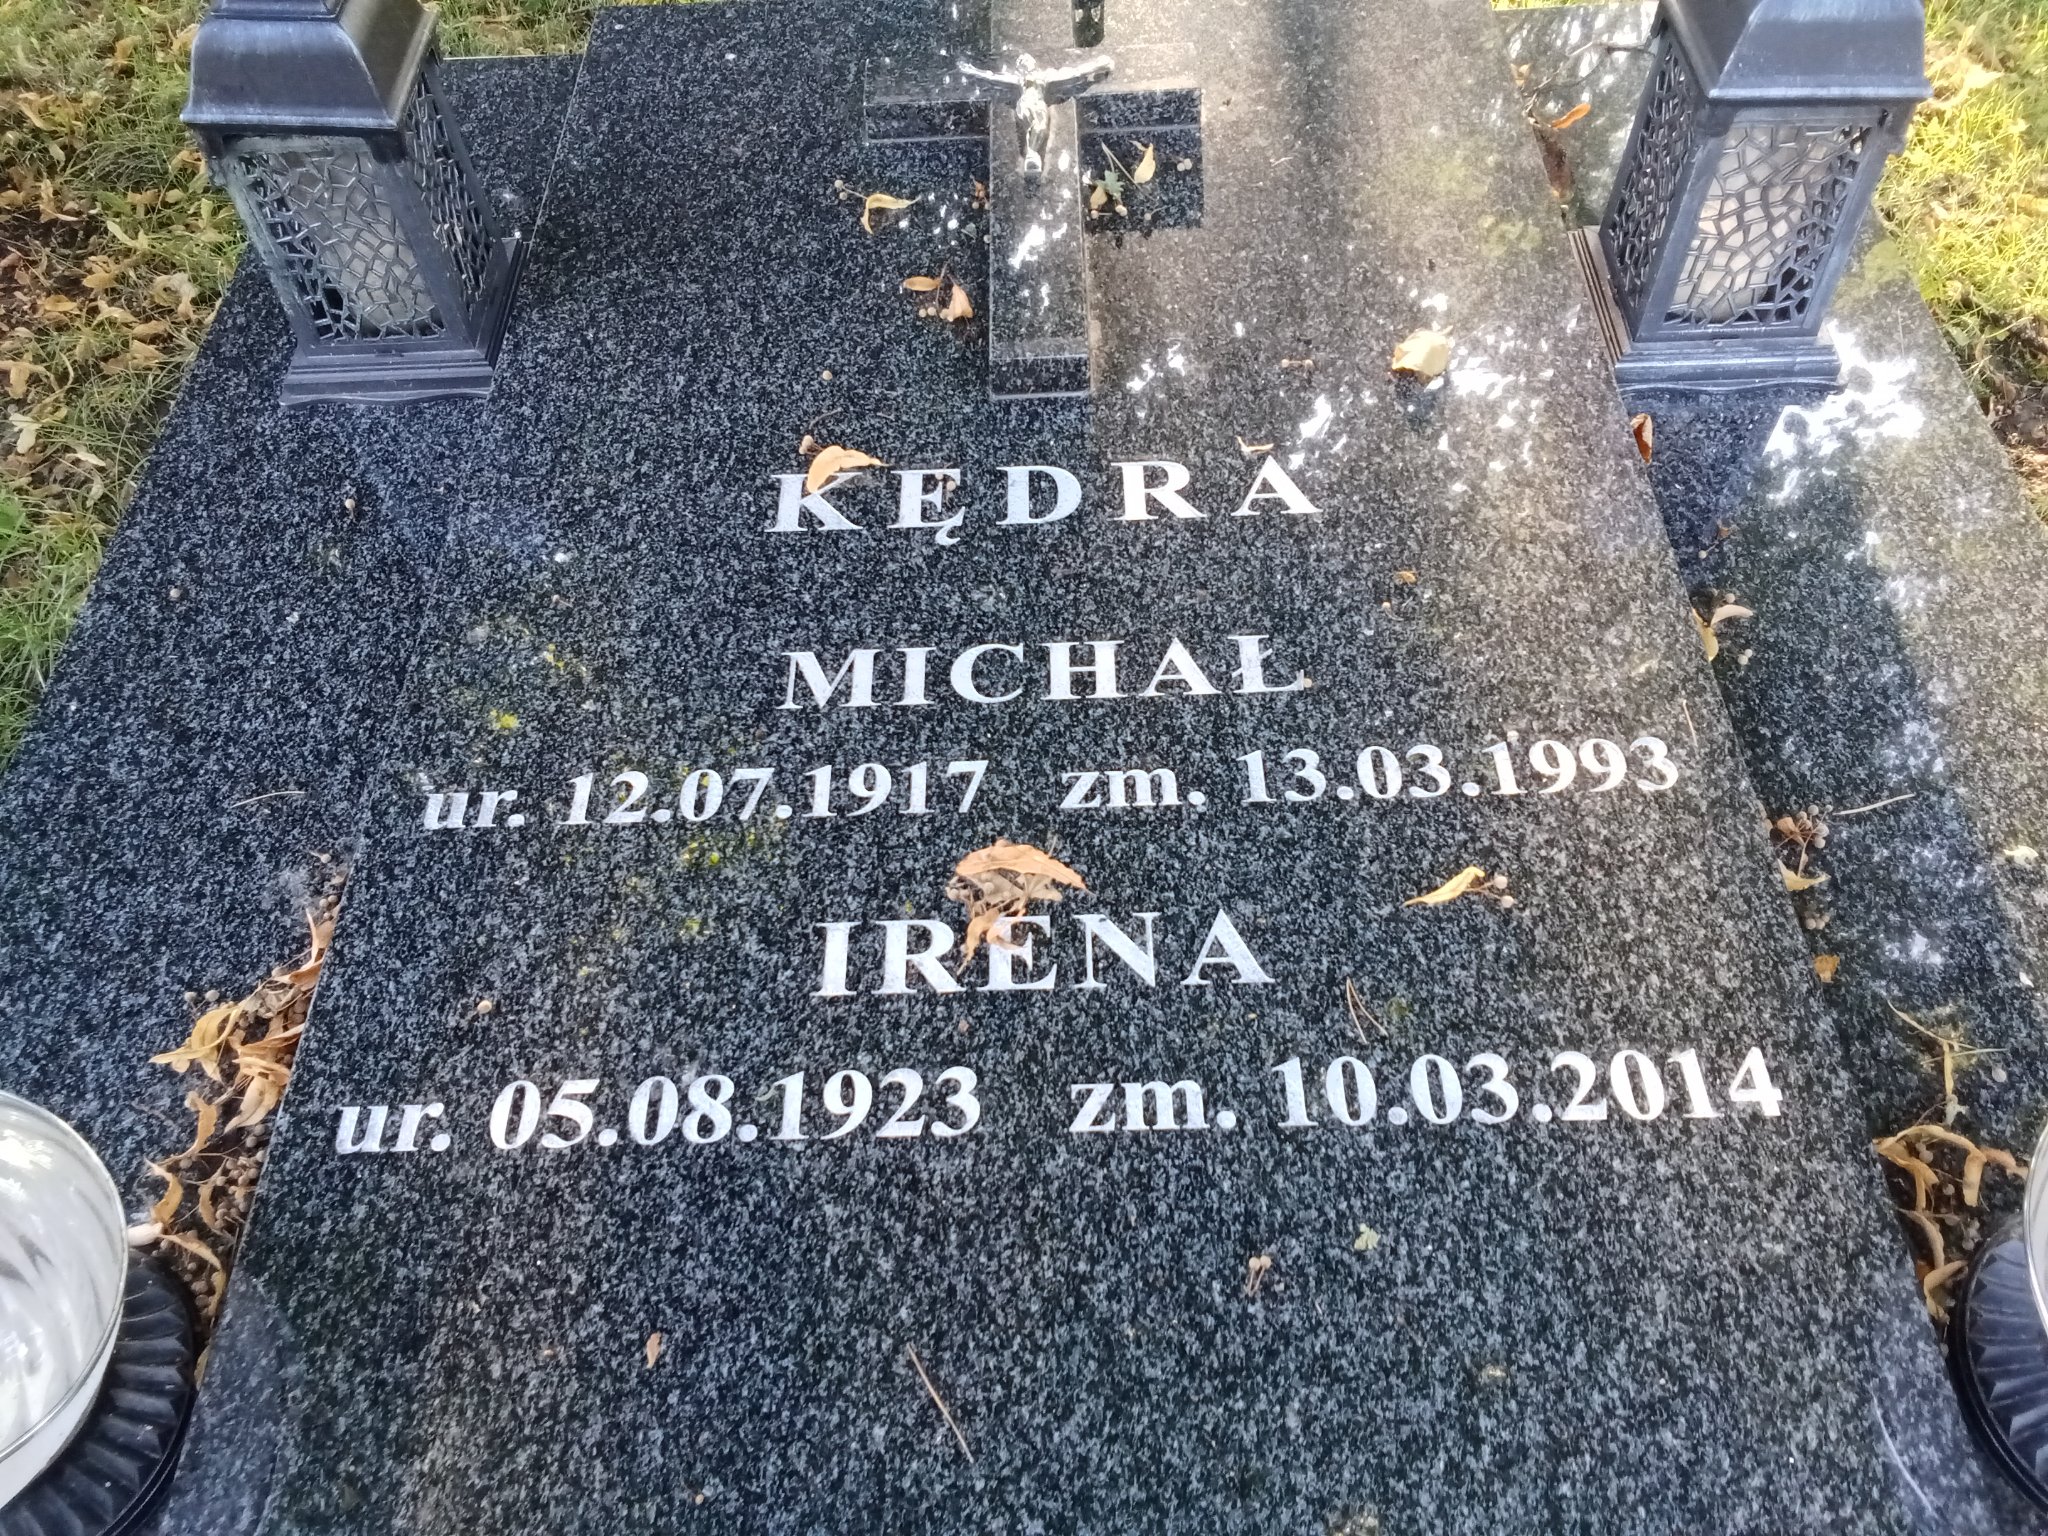 KĘDRA
MICHAŁ
ur. 12.07.1917 zm. 13.03.1993
IRENA
ur. 05.08.1923 zm. 10.03.2014